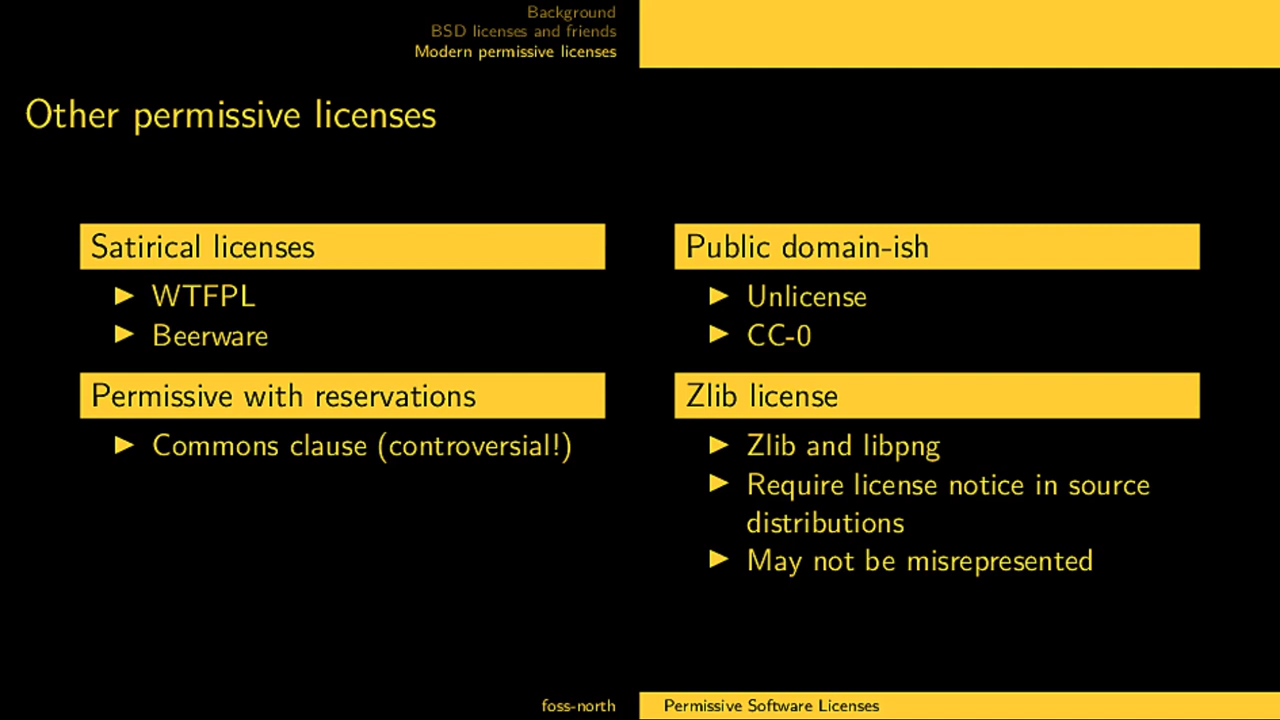 Background
BSD licenses and friends
Modern permissive licenses
Other permissive licenses
Satirical licenses
WTFPL
Beerware
Permissive with reservations
Commons clause (controversial!)
Public domain-ish
Unlicense
CC-0
Zlib license
Zlib and libpng
Require license notice in source
distributions
May not be misrepresented
foss-north
Permissive Software Licenses